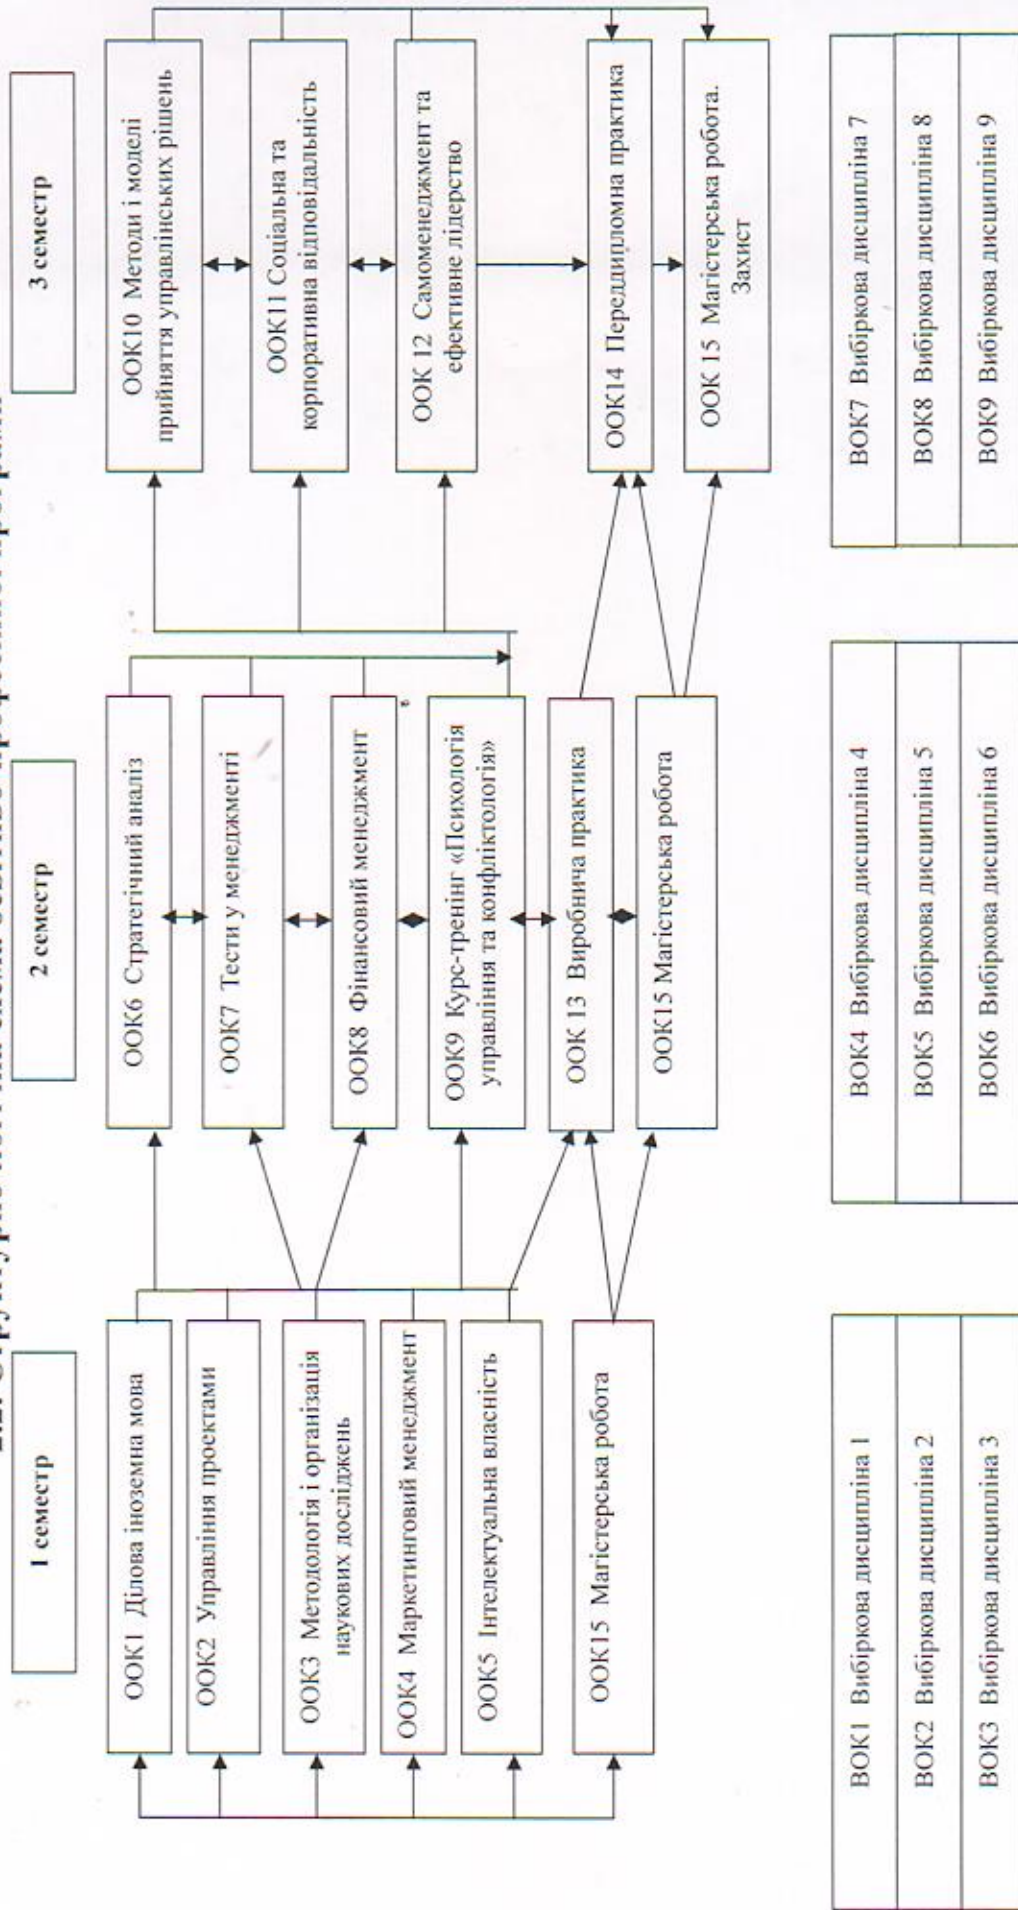 1 семестр
ООК1 Ділова іноземна мова
ООК2 Управління проектами
ООК3 Методологія і організація
наукових досліджень
ООК4 Маркетинговий менеджмент
ООК5 Інтелектуальна власність
ООК15 Магістерська робота
2 семестр
ООК6 Стратегічний аналіз
ООК7 Тести у менеджменті
ООК8 Фінансовий менеджмент
ООК9 Курс-тренінг «Психологія
управління та конфліктологія»
ООК 13 Виробнича практика
ООК15 Магістерська робота
3 семестр
ООК10 Методи і моделі
прийняття управлінських рішень
ООК11 Соціальна та
корпоративна відповідальність
ООК 12 Самоменеджмент та
ефективне лідерство
ООК14 Переддипломна практика
ООК 15 Магістерська робота.
Захист
ВОК1 Вибіркова дисципліна 1
ВОК2 Вибіркова дисципліна 2
ВОК3 Вибіркова дисципліна 3
ВОК4 Вибіркова дисципліна 4
ВОК5 Вибіркова дисципліна 5
ВОК6 Вибіркова дисципліна 6
ВОК7 Вибіркова дисципліна 7
ВОК8 Вибіркова дисципліна 8
ВОК9 Вибіркова дисципліна 9